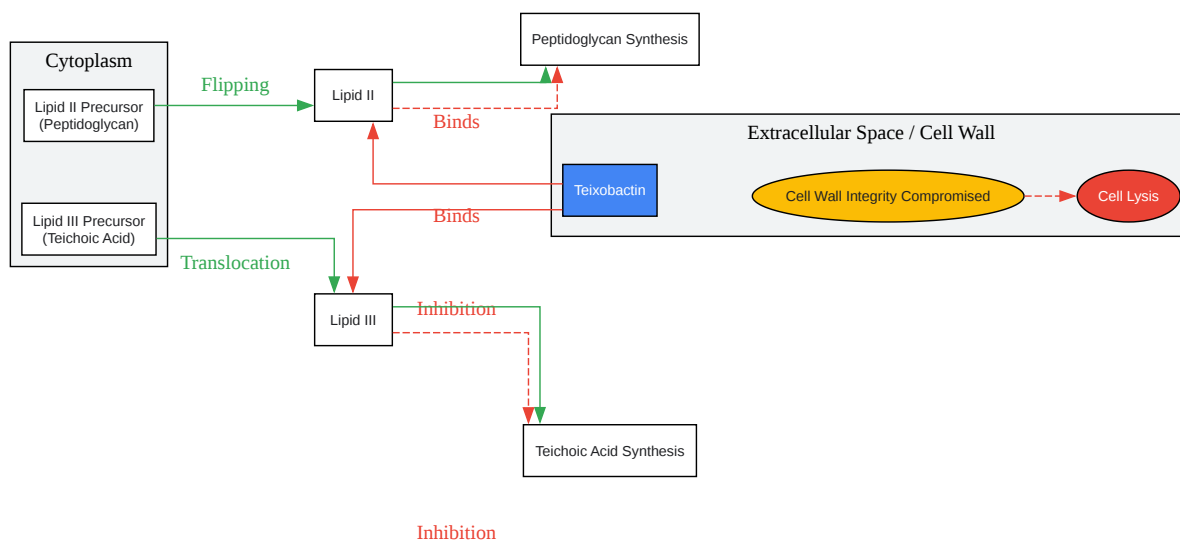 Peptidoglycan Synthesis
Cytoplasm
Flipping
Lipid II Precursor
(Peptidoglycan)
Lipid II
Binds
Extracellular Space / Cell Wall
Teixobactin
Cell Wall Integrity Compromised
Cell Lysis
Lipid III Precursor
(Teichoic Acid)
Binds
Translocation
Lipid III
Inhibition
Teichoic Acid Synthesis
Inhibition